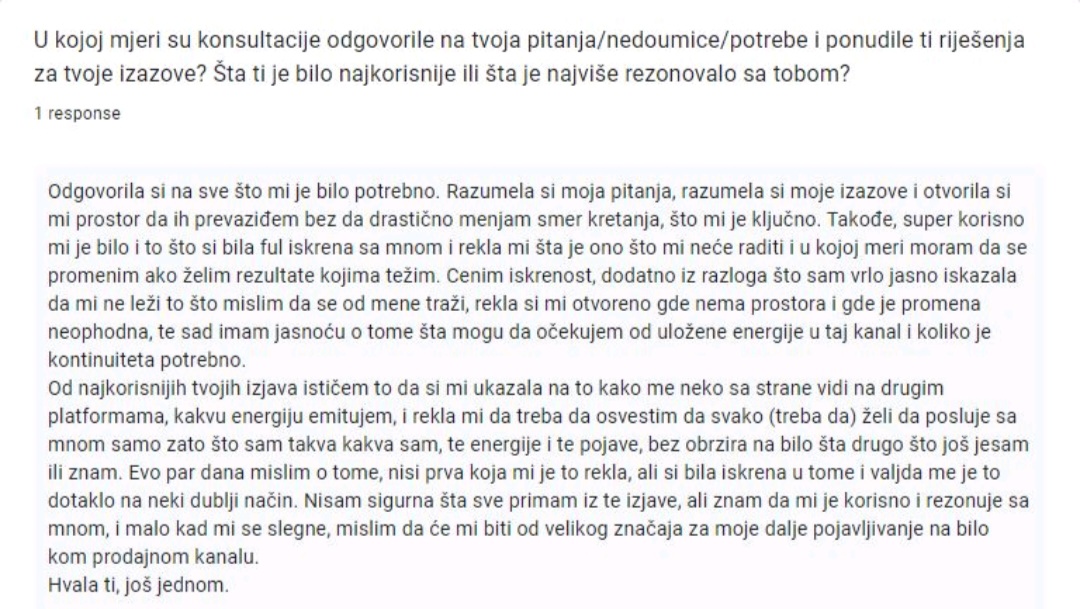 U kojoj mjeri su konsultacije odgovorile na tvoja pitanja/nedoumice/potrebe i ponudile ti riješenja
za tvoje izazove? Šta ti je bilo najkorisnije ili šta je najviše rezonovalo sa tobom?
1 response
Odgovorila si na sve što mi je bilo potrebno. Razumela si moja pitanja, razumela si moje izazove i otvorila si
mi prostor da ih prevaziđem bez da drastično menjam smer kretanja, što mi je ključno. Takođe, super korisno
mi je bilo i to što si bila ful iskrena sa mnom i rekla mi šta je ono što mi neće raditi i u kojoj meri moram da se
promenim ako želim rezultate kojima težim. Cenim iskrenost, dodatno iz razloga što sam vrlo jasno iskazala
da mi ne leži to što mislim da se od mene traži, rekla si mi otvoreno gde nema prostora i gde je promena
neophodna, te sad imam jasnoću o tome šta mogu da očekujem od uložene energije u taj kanal i koliko je
kontinuiteta potrebno.
Od najkorisnijih tvojih izjava ističem to da si mi ukazala na to kako me neko sa strane vidi na drugim
platformama, kakvu energiju emitujem, i rekla mi da treba da osvestim da svako (treba da) želi da posluje sa
mnom samo zato što sam takva kakva sam, te energije i te pojave, bez obrzira na bilo šta drugo što još jesam
ili znam. Evo par dana mislim o tome, nisi prva koja mi je to rekla, ali si bila iskrena u tome i valjda me je to
dotaklo na neki dublji način. Nisam sigurna šta sve primam iz te izjave, ali znam da mi je korisno i rezonuje sa
mnom, i malo kad mi se slegne, mislim da će mi biti od velikog značaja za moje dalje pojavljivanje na bilo
kom prodajnom kanalu.
Hvala ti, još jednom.